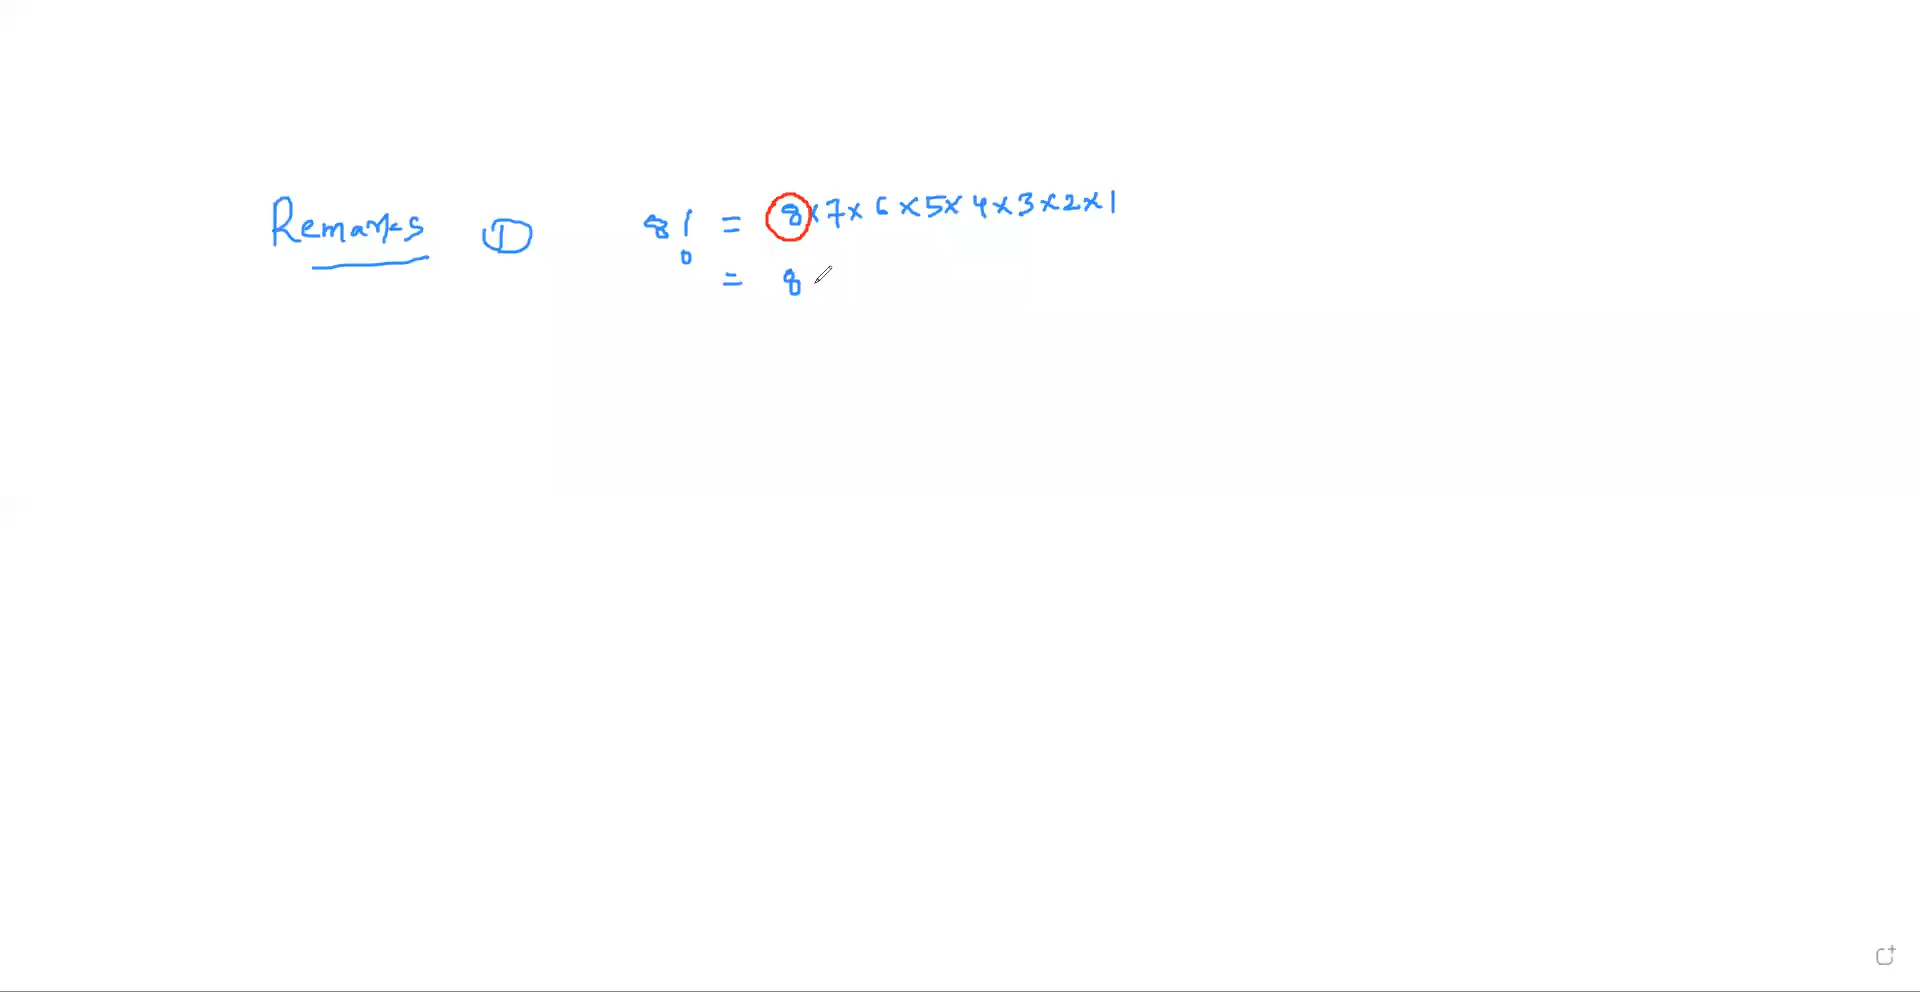 Remarks ① 8! = 8×7×6×5×4×3×2×1
= 8